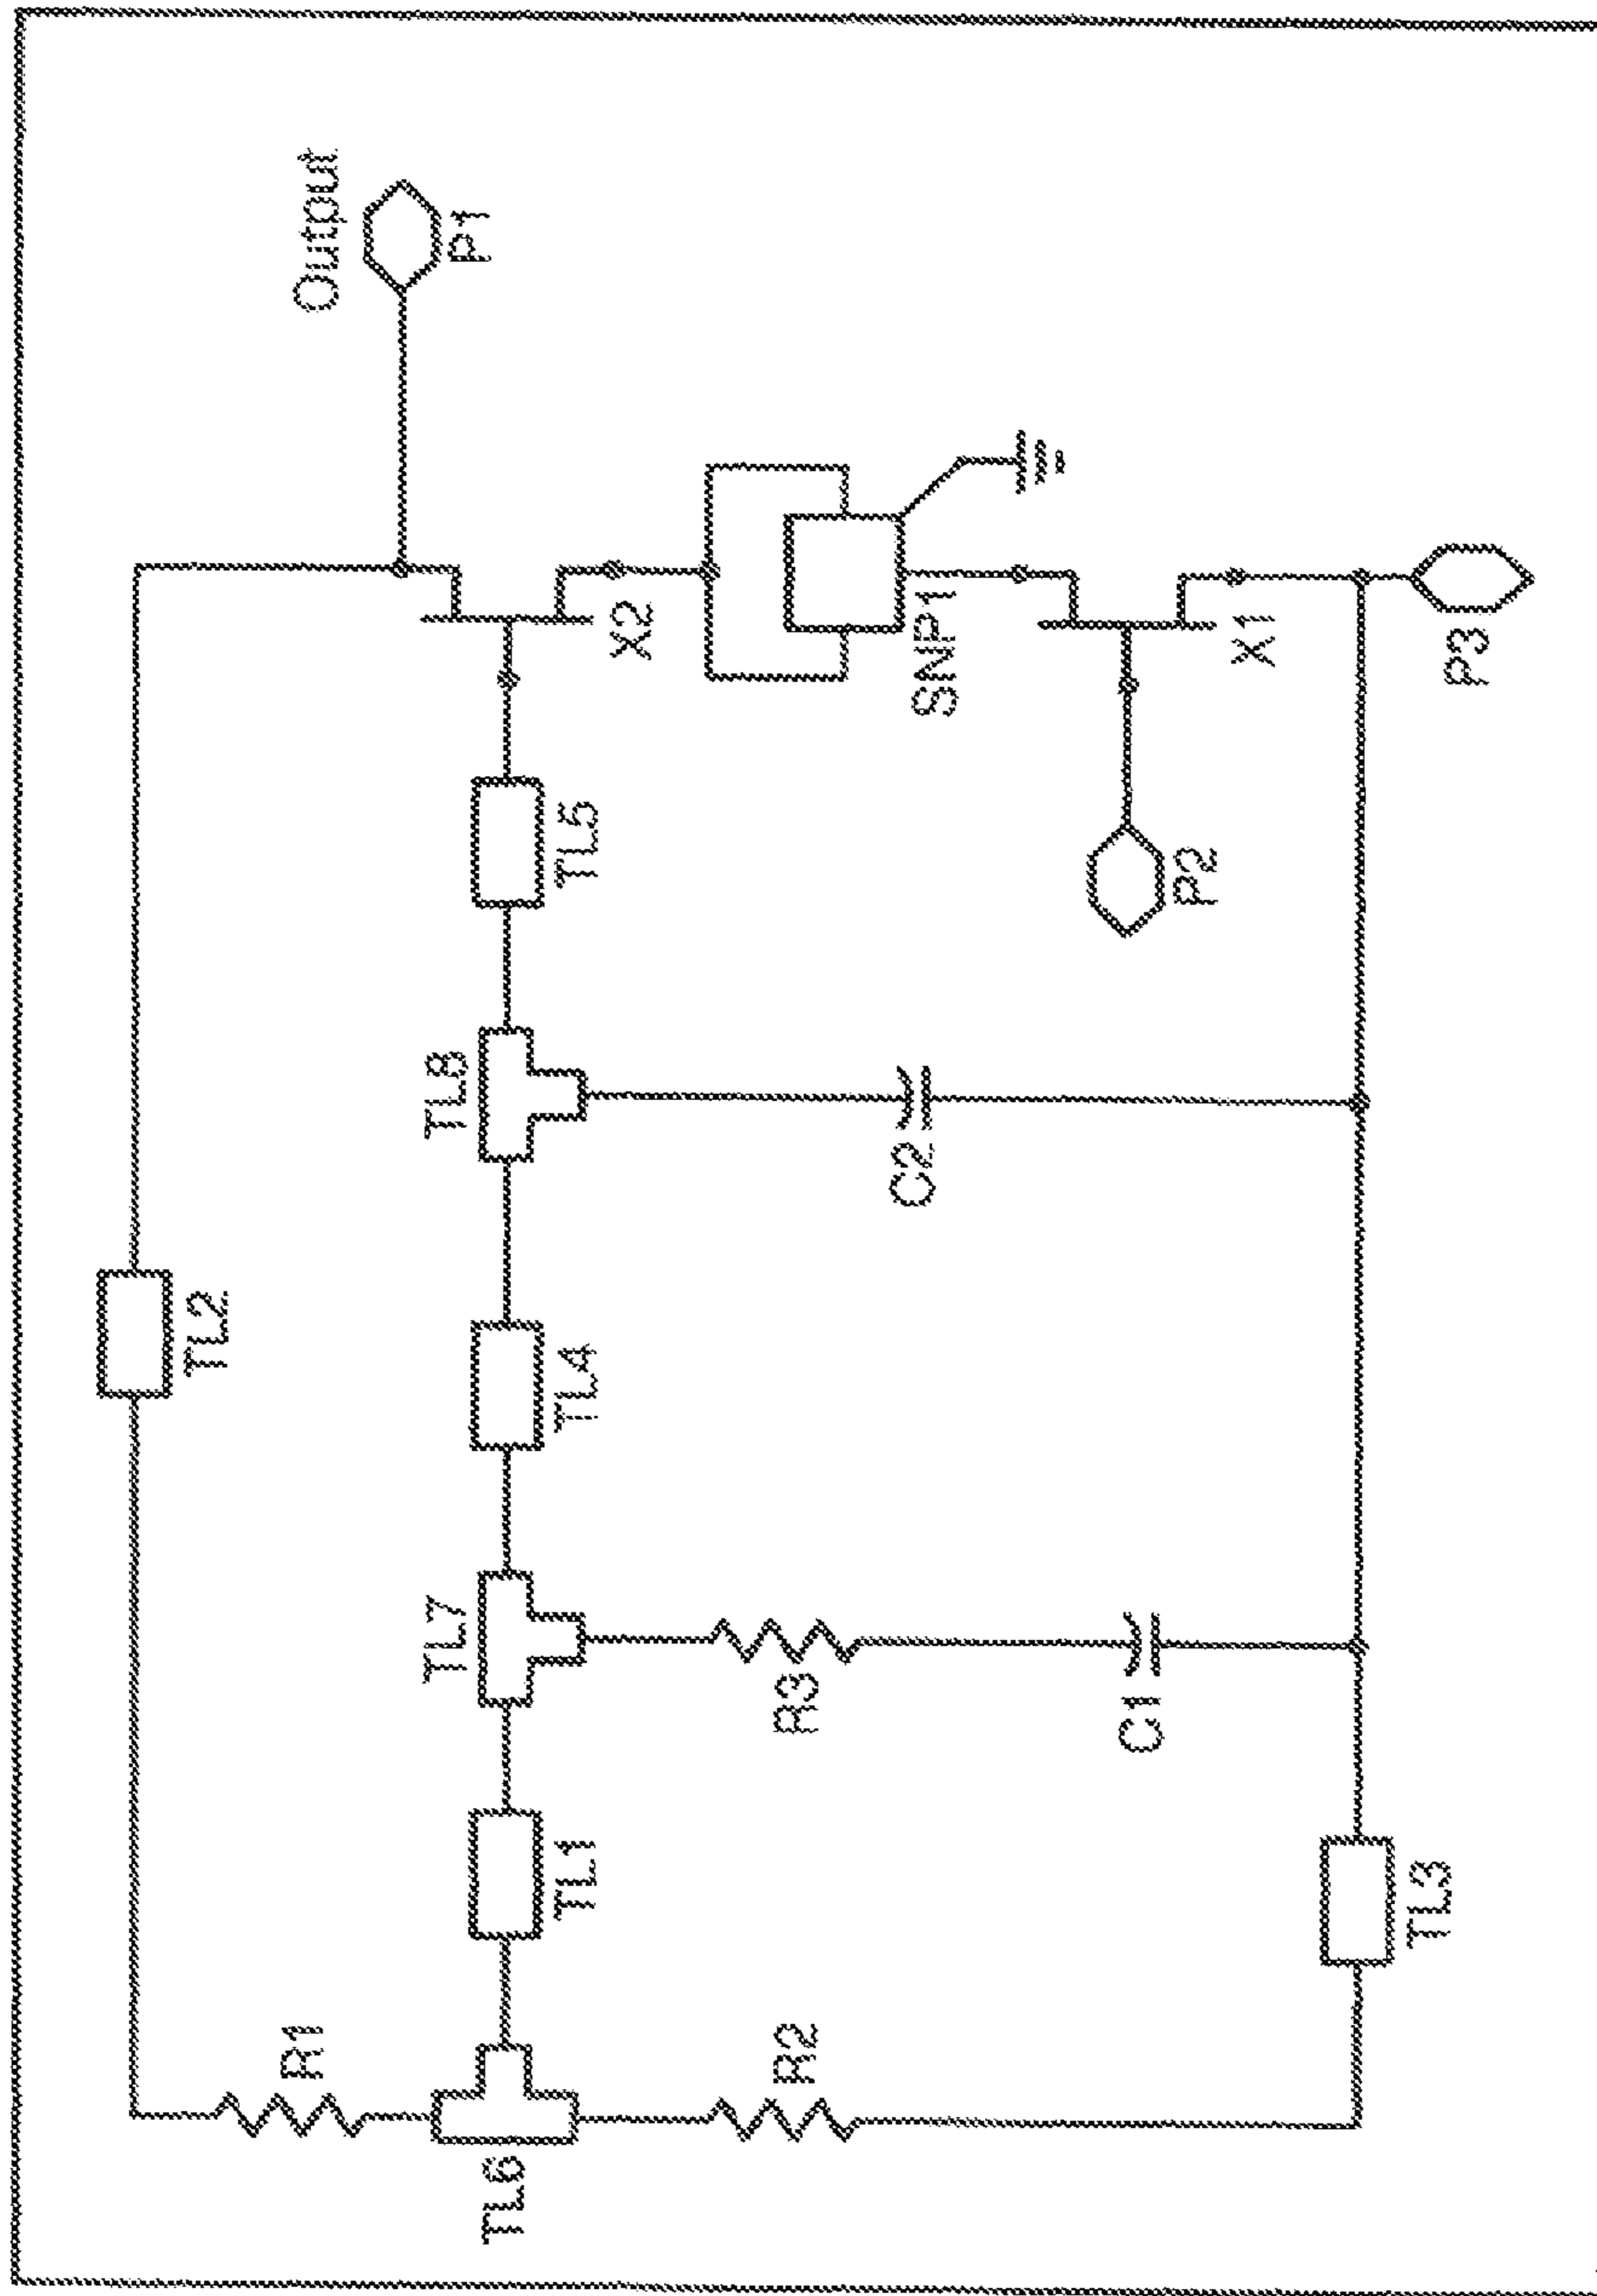 Output
P1
TL2
R1
TL6
TL1
TL7
TL4
TL8
TL5
X2
SNP1
R2
R3
C1
C2
P2
X1
TL3
P3